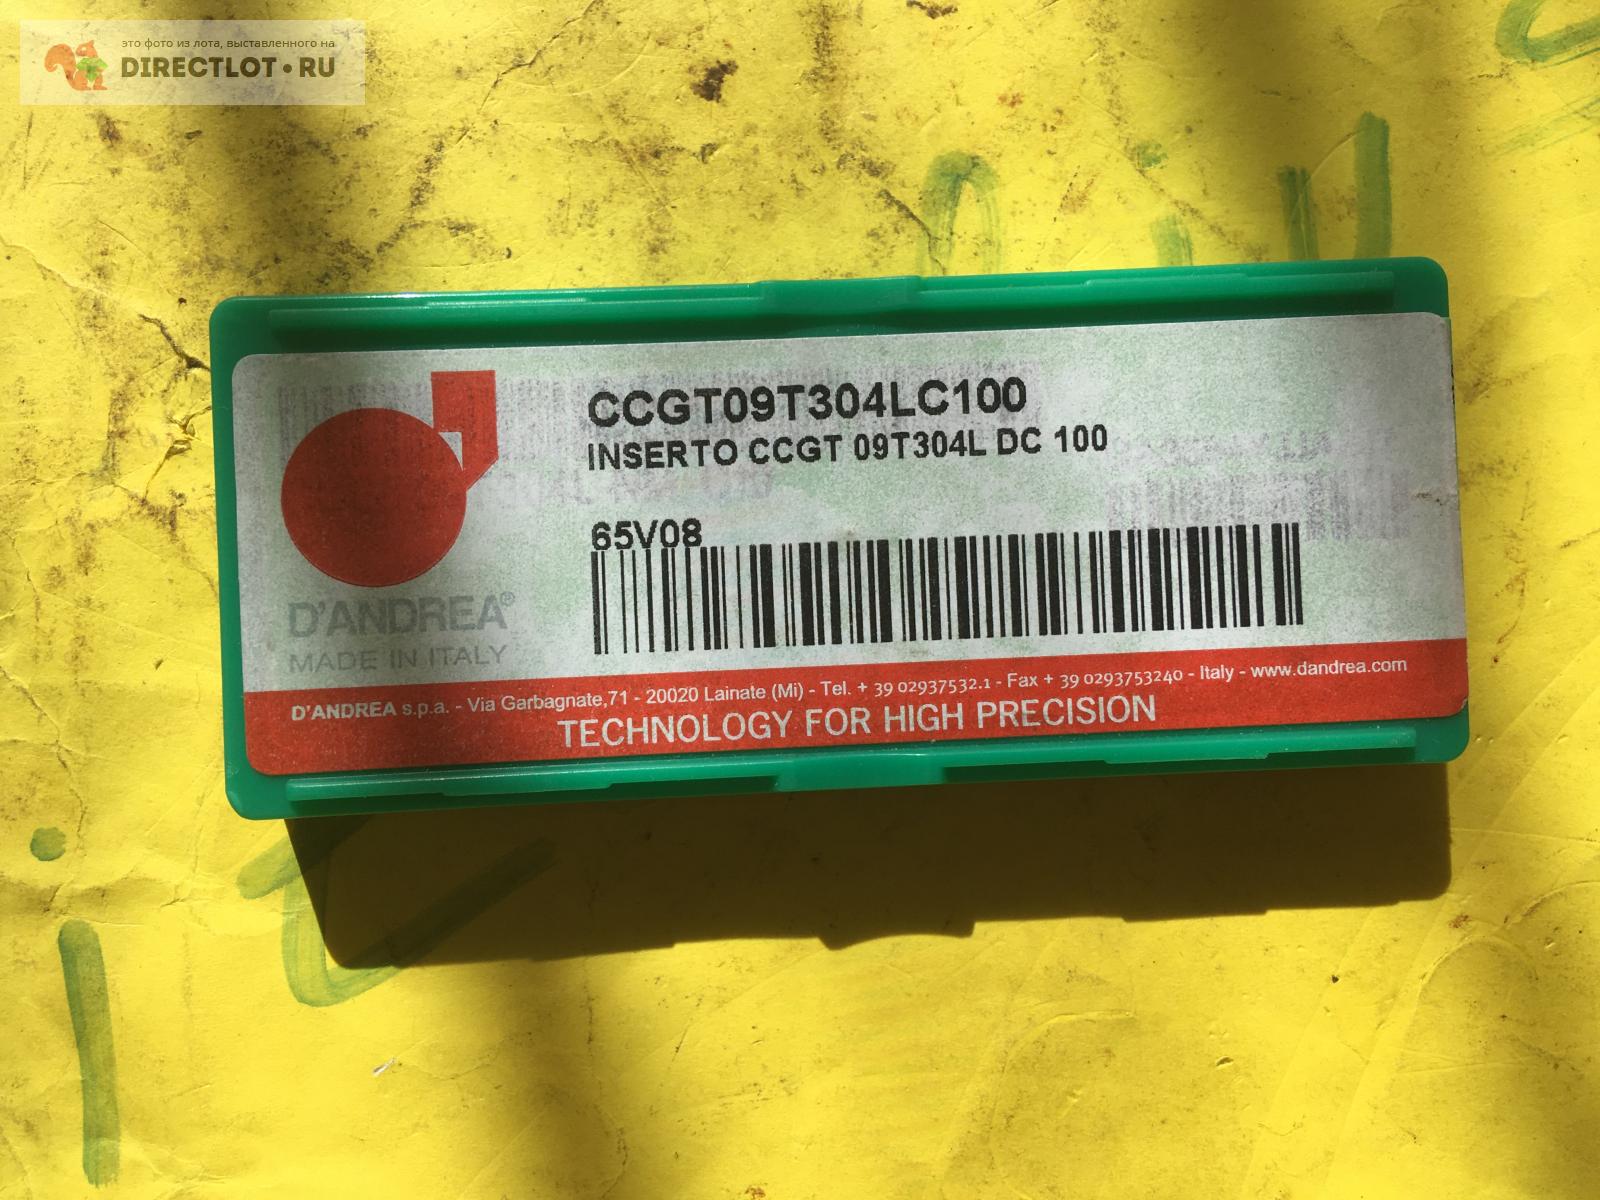 это фото из лота, выставленного на
DIRECTLOT•RU
CCGT09T304LC100
INSERTO CCGT 09T304L DC 100
65V08
D'ANDREA®
MADE IN ITALY
D'ANDREA s.p.a. - Via Garbagnate,71 - 20020 Lainate (Mi) - Tel. + 39 02937532.1 - Fax + 39 0293753240 - Italy - www.dandrea.com
TECHNOLOGY FOR HIGH PRECISION